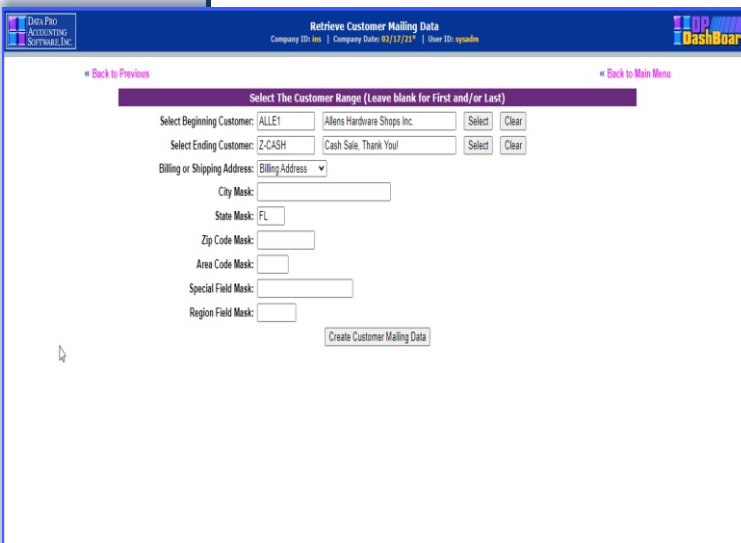 DATA PRO
ACCOUNTING
SOFTWARE, INC.
Retrieve Customer Mailing Data
Company ID: ins | Company Date: 02/17/21* | User ID: sysadm
DP
DashBoar
« Back to Previous
« Back to Main Menu
Select The Customer Range (Leave blank for First and/or Last)
Select Beginning Customer: ALLE1 Allens Hardware Shops Inc. Select Clear
Select Ending Customer: Z-CASH Cash Sale, Thank You! Select Clear
Billing or Shipping Address: Billing Address
City Mask:
State Mask: FL
Zip Code Mask:
Area Code Mask:
Special Field Mask:
Region Field Mask:
Create Customer Mailing Data